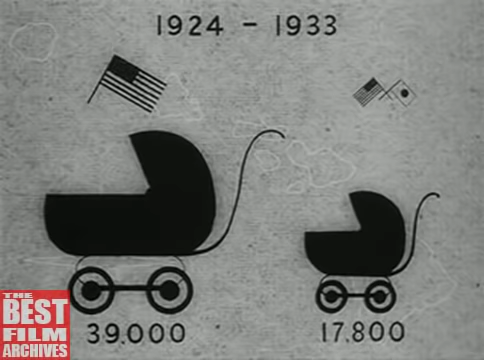 1924 - 1933
39.000
17.800
THE
BEST
FILM
ARCHIVES